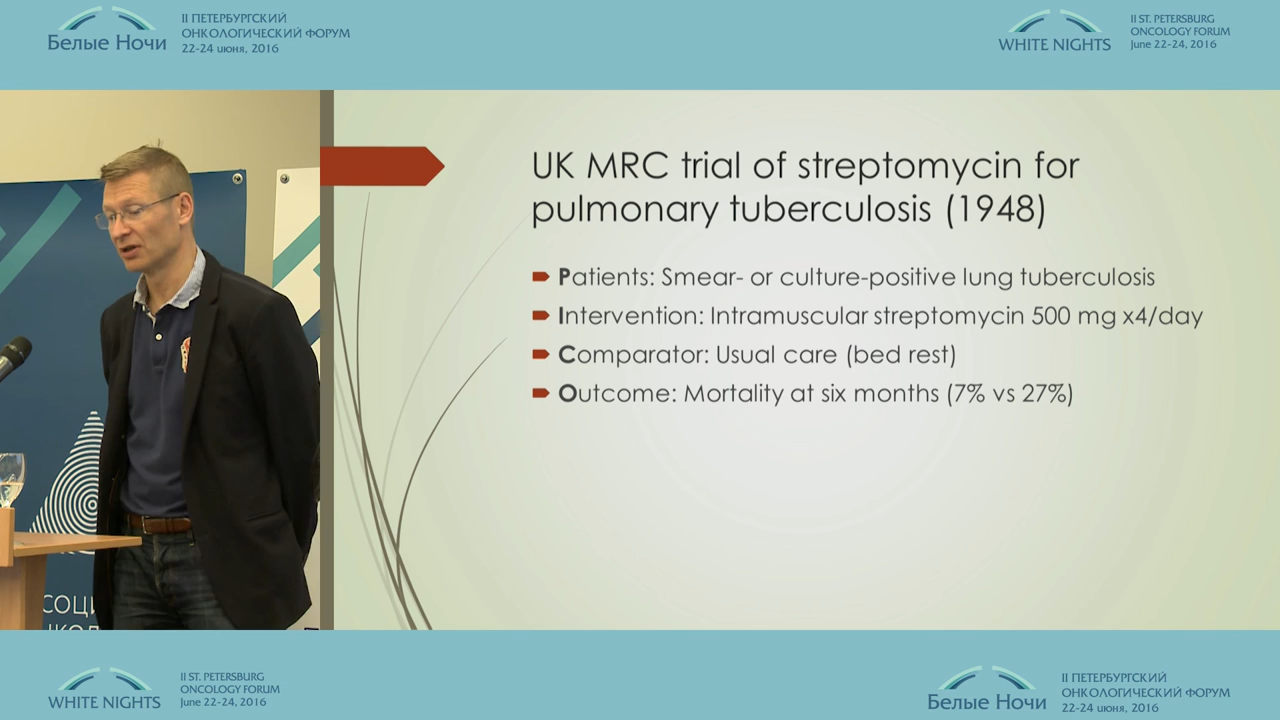 Белые Ночи
II ПЕТЕРБУРГСКИЙ
ОНКОЛОГИЧЕСКИЙ ФОРУМ
22-24 июня, 2016
WHITE NIGHTS
II ST. PETERSBURG
ONCOLOGY FORUM
June 22-24, 2016
UK MRC trial of streptomycin for
pulmonary tuberculosis (1948)
Patients: Smear- or culture-positive lung tuberculosis
Intervention: Intramuscular streptomycin 500 mg x4/day
Comparator: Usual care (bed rest)
Outcome: Mortality at six months (7% vs 27%)
WHITE NIGHTS
II ST. PETERSBURG
ONCOLOGY FORUM
June 22-24, 2016
Белые Ночи
II ПЕТЕРБУРГСКИЙ
ОНКОЛОГИЧЕСКИЙ ФОРУМ
22-24 июня, 2016